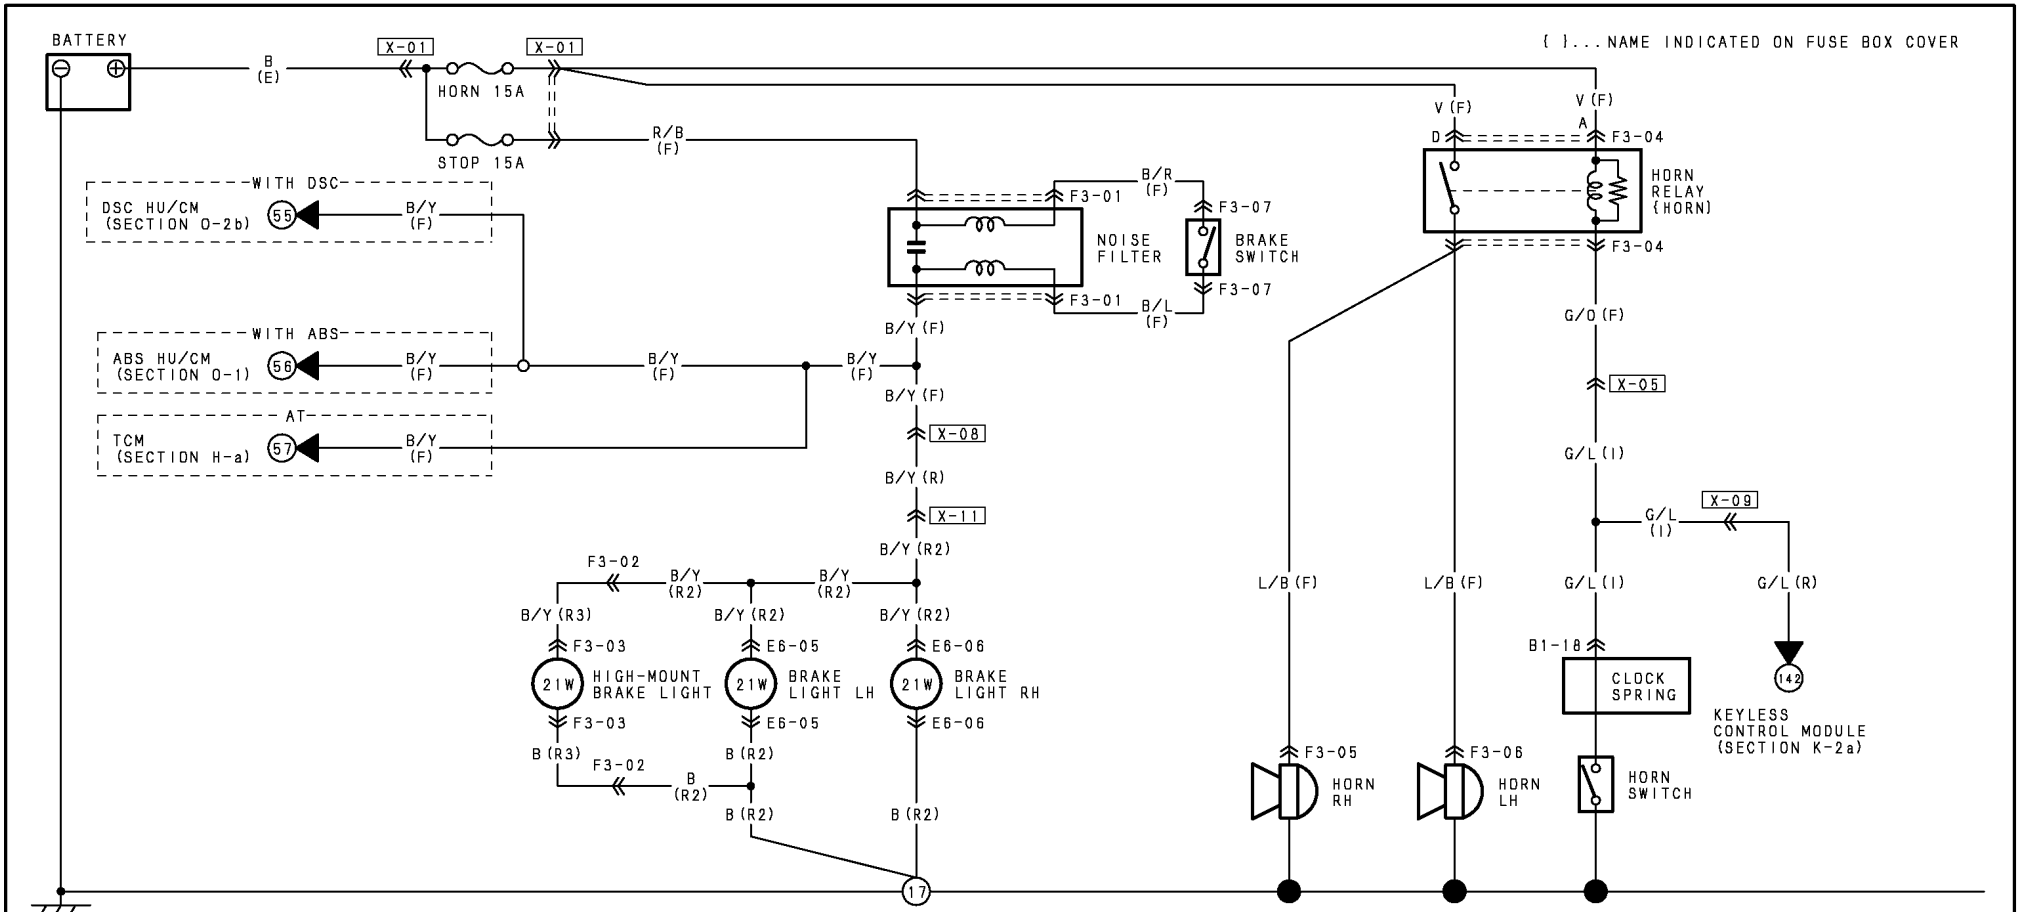 BATTERY
B
(E)
X-01
X-01
{ }...NAME INDICATED ON FUSE BOX COVER
HORN 15A
STOP 15A
R/B
(F)
V (F)
V (F)
D
A
F3-04
HORN
RELAY
{HORN}
F3-04
WITH DSC
DSC HU/CM
(SECTION O-2b)
55
B/Y
(F)
F3-01
B/R
(F)
F3-07
NOISE
FILTER
BRAKE
SWITCH
F3-01
B/L
(F)
F3-07
WITH ABS
ABS HU/CM
(SECTION O-1)
56
B/Y
(F)
B/Y
(F)
B/Y
(F)
B/Y (F)
B/Y (F)
AT
TCM
(SECTION H-a)
57
B/Y
(F)
X-08
B/Y (R)
X-11
B/Y (R2)
G/O (F)
X-05
G/L (I)
X-09
G/L
(I)
F3-02
B/Y
(R2)
B/Y
(R2)
B/Y (R3)
B/Y (R2)
B/Y (R2)
L/B (F)
L/B (F)
G/L (I)
G/L (R)
F3-03
E6-05
E6-06
B1-18
21W
HIGH-MOUNT
BRAKE LIGHT
21W
BRAKE
LIGHT LH
21W
BRAKE
LIGHT RH
CLOCK
SPRING
142
KEYLESS
CONTROL MODULE
(SECTION K-2a)
F3-03
E6-05
E6-06
B (R3)
B (R2)
F3-02
B
(R2)
B (R2)
B (R2)
F3-05
HORN
RH
F3-06
HORN
LH
HORN
SWITCH
17